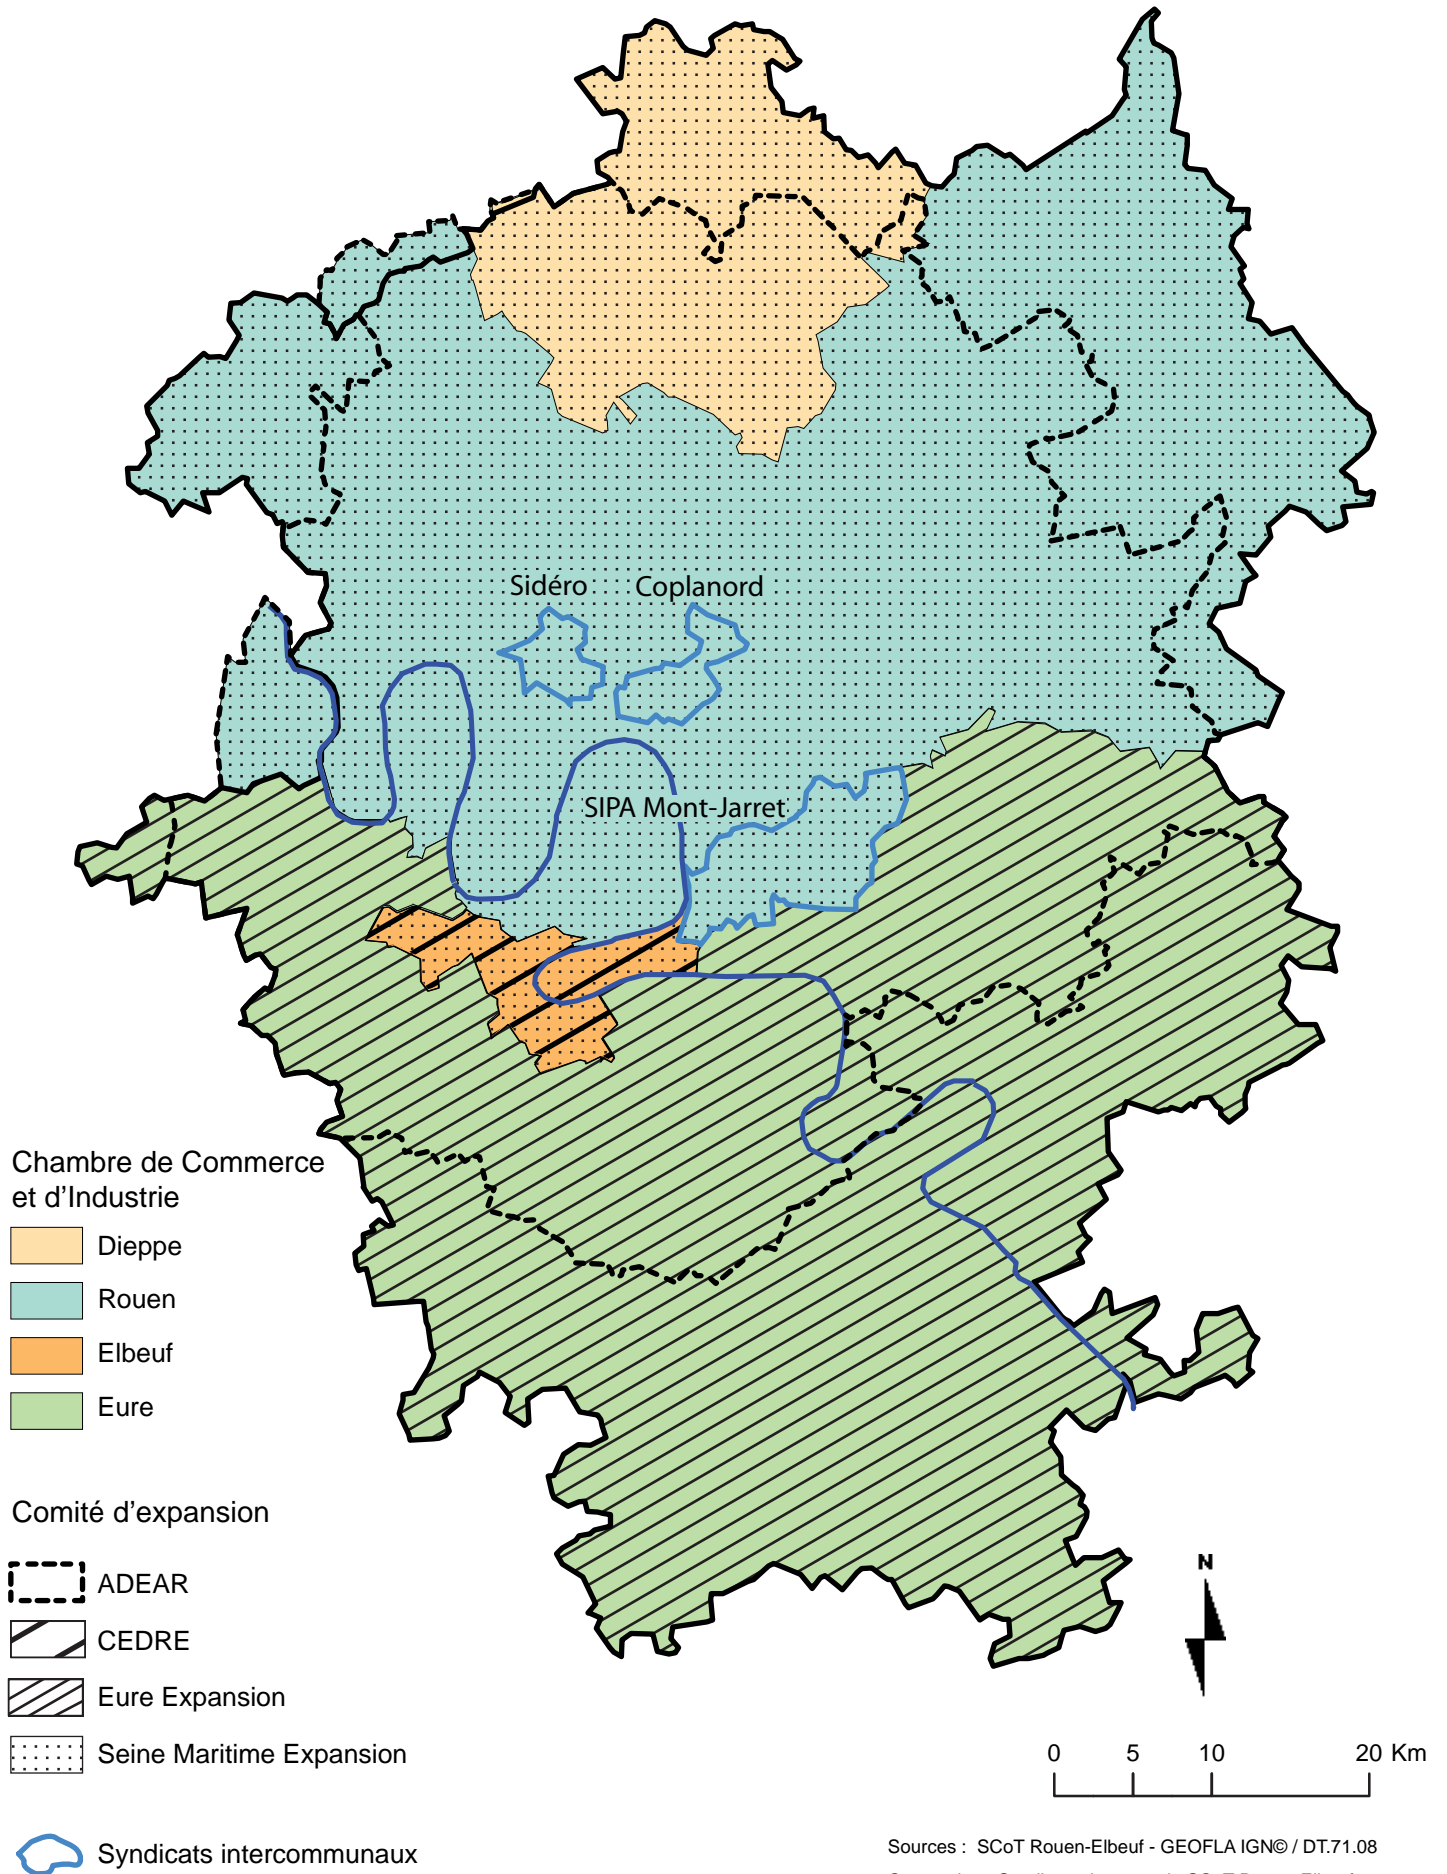 Sidéro
Coplanord
SIPA Mont-Jarret
Chambre de Commerce
et d'Industrie
Dieppe
Rouen
Elbeuf
Eure
Comité d'expansion
ADEAR
CEDRE
Eure Expansion
Seine Maritime Expansion
Syndicats intercommunaux
N
0 5 10 20 Km
Sources : SCoT Rouen-Elbeuf - GEOFLA IGN© / DT.71.08